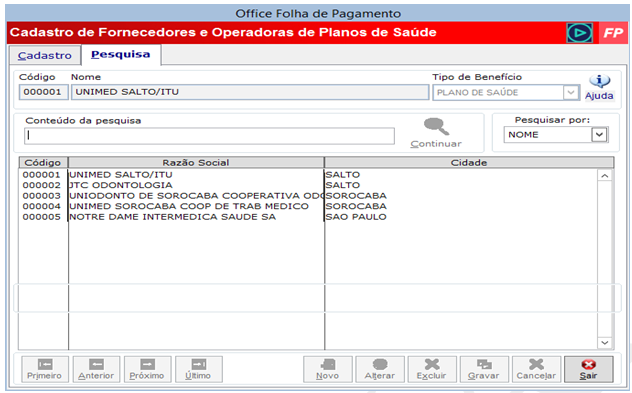 Office Folha de Pagamento
Cadastro de Fornecedores e Operadoras de Planos de Saúde FP
Cadastro Pesquisa
Código Nome Tipo de Benefício
000001 UNIMED SALTO/ITU PLANO DE SAÚDE Ajuda
Conteúdo da pesquisa Pesquisar por:
Continuar NOME
Código Razão Social Cidade
000001 UNIMED SALTO/ITU SALTO
000002 JTC ODONTOLOGIA SALTO
000003 UNIODONTO DE SOROCABA COOPERATIVA ODO SOROCABA
000004 UNIMED SOROCABA COOP DE TRAB MEDICO SOROCABA
000005 NOTRE DAME INTERMEDICA SAUDE SA SAO PAULO
Primeiro Anterior Próximo Último Novo Alterar Excluir Gravar Cancelar Sair